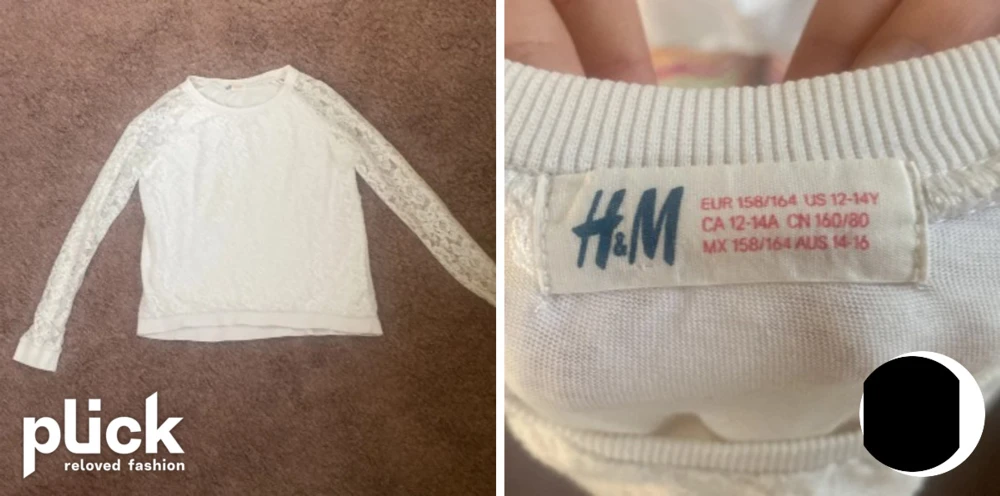 plick
reloved fashion
H&M
EUR 158/164 US 12-14Y
CA 12-14A CN 160/80
MX 158/164 AUS 14-16